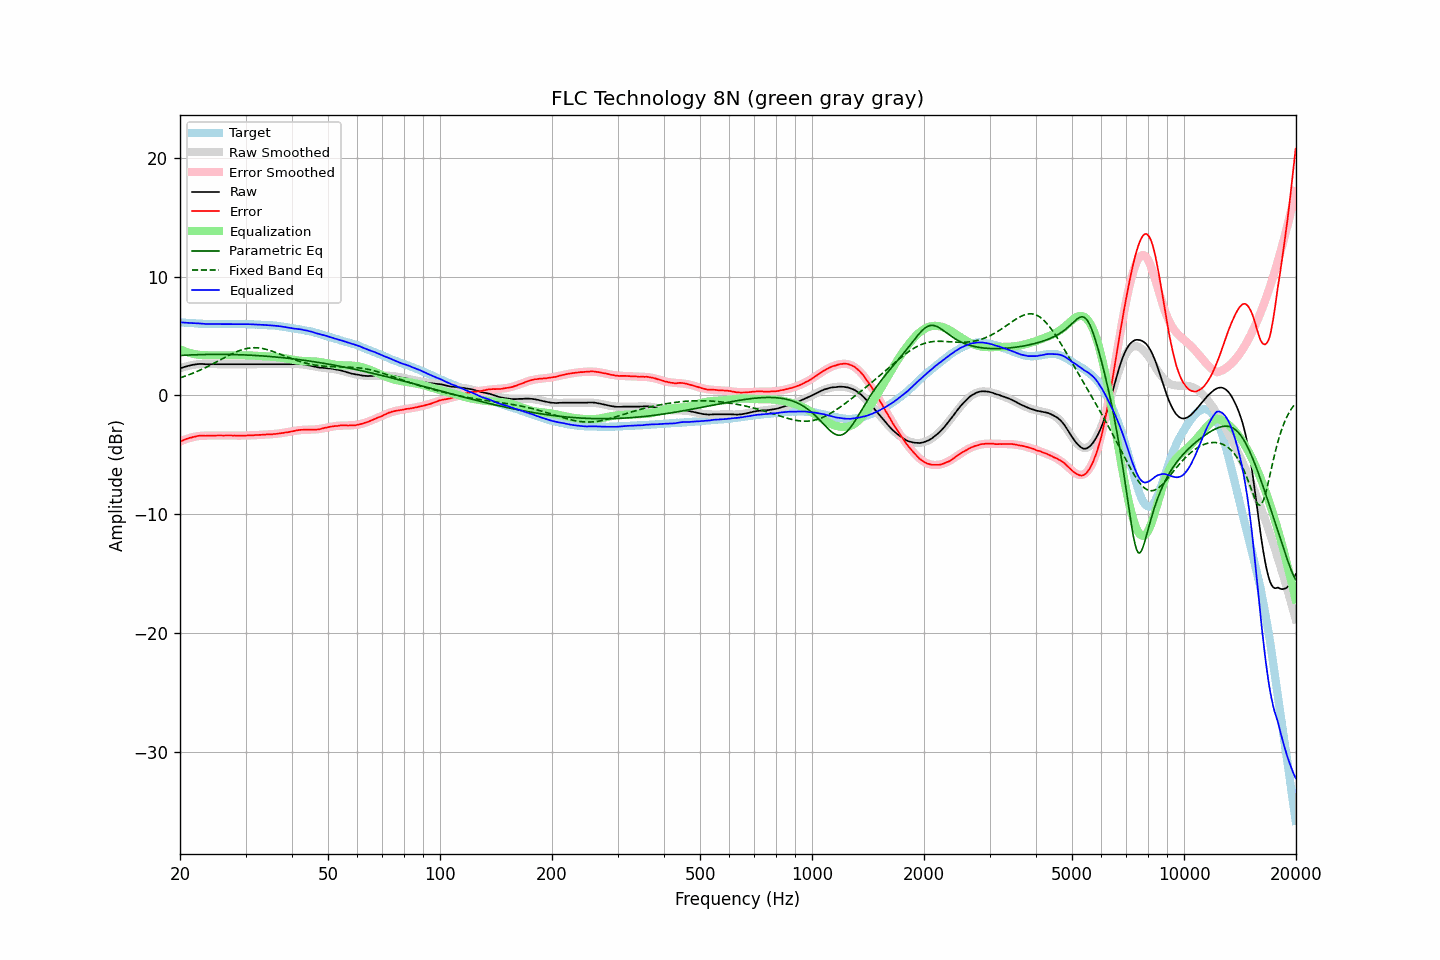 FLC Technology 8N (green gray gray)
Target
Raw Smoothed
Error Smoothed
Raw
Error
Equalization
Parametric Eq
Fixed Band Eq
Equalized
20
10
0
−10
−20
−30
Amplitude (dBr)
20 50 100 200 500 1000 2000 5000 10000 20000
Frequency (Hz)